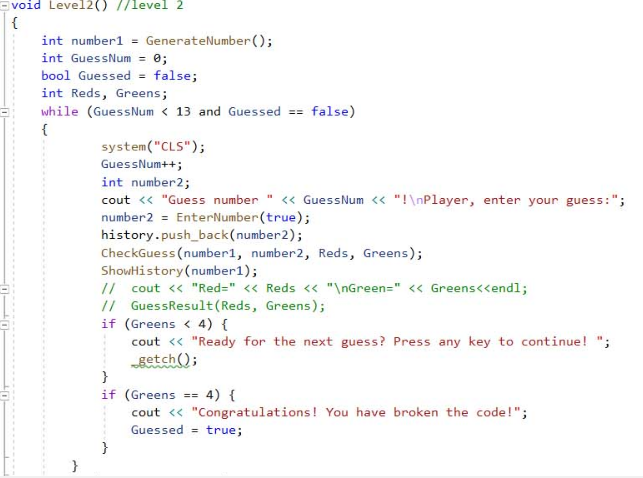 void Level2() //level 2
{
    int number1 = GenerateNumber();
    int GuessNum = 0;
    bool Guessed = false;
    int Reds, Greens;
    while (GuessNum < 13 and Guessed == false)
    {
            system("CLS");
            GuessNum++;
            int number2;
            cout << "Guess number " << GuessNum << "!\nPlayer, enter your guess:";
            number2 = EnterNumber(true);
            history.push_back(number2);
            CheckGuess(number1, number2, Reds, Greens);
            ShowHistory(number1);
            //  cout << "Red=" << Reds << "\nGreen=" << Greens<<endl;
            //  GuessResult(Reds, Greens);
            if (Greens < 4) {
                cout << "Ready for the next guess? Press any key to continue! ";
                _getch();
            }
            if (Greens == 4) {
                cout << "Congratulations! You have broken the code!";
                Guessed = true;
            }
        }